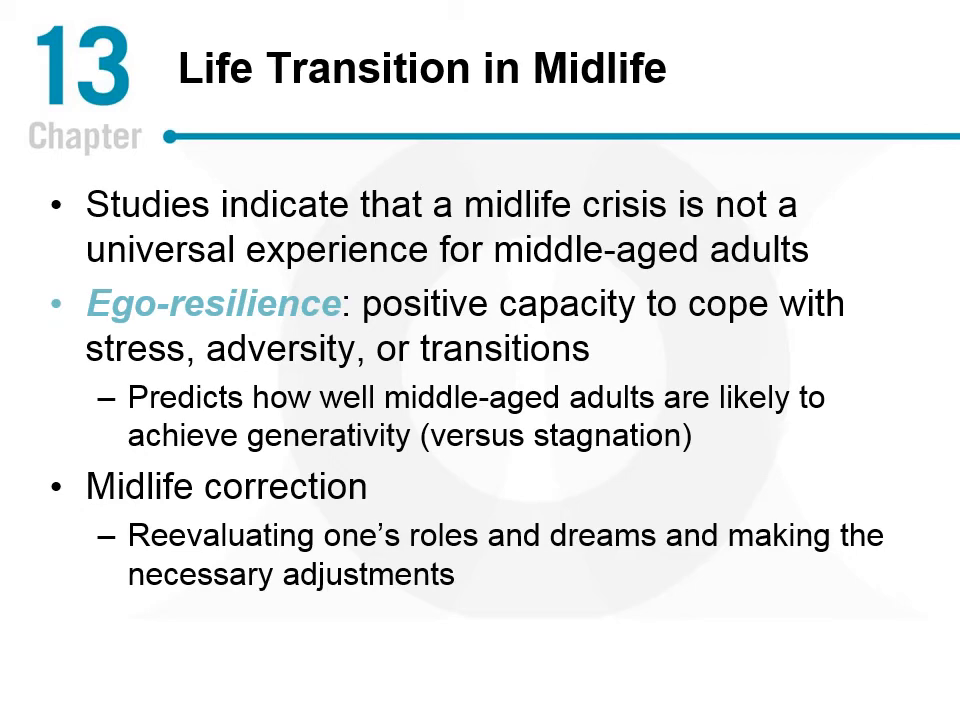 13
Chapter
Life Transition in Midlife
• Studies indicate that a midlife crisis is not a
universal experience for middle-aged adults
• Ego-resilience: positive capacity to cope with
stress, adversity, or transitions
– Predicts how well middle-aged adults are likely to
achieve generativity (versus stagnation)
• Midlife correction
– Reevaluating one’s roles and dreams and making the
necessary adjustments